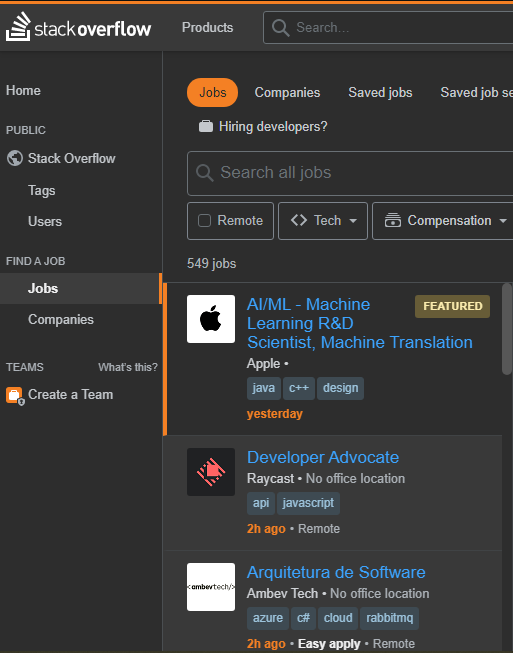 stackoverflow
Products
Search...
Home
PUBLIC
Stack Overflow
Tags
Users
FIND A JOB
Jobs
Companies
TEAMS
What's this?
Create a Team
Jobs
Companies
Saved jobs
Saved job se
Hiring developers?
Search all jobs
Remote
Tech
Compensation
549 jobs
AI/ML - Machine
Learning R&D
Scientist, Machine Translation
FEATURED
Apple •
java c++ design
yesterday
Developer Advocate
Raycast • No office location
api javascript
2h ago • Remote
<ambevtech/>
Arquitetura de Software
Ambev Tech • No office location
azure c# cloud rabbitmq
2h ago • Easy apply • Remote